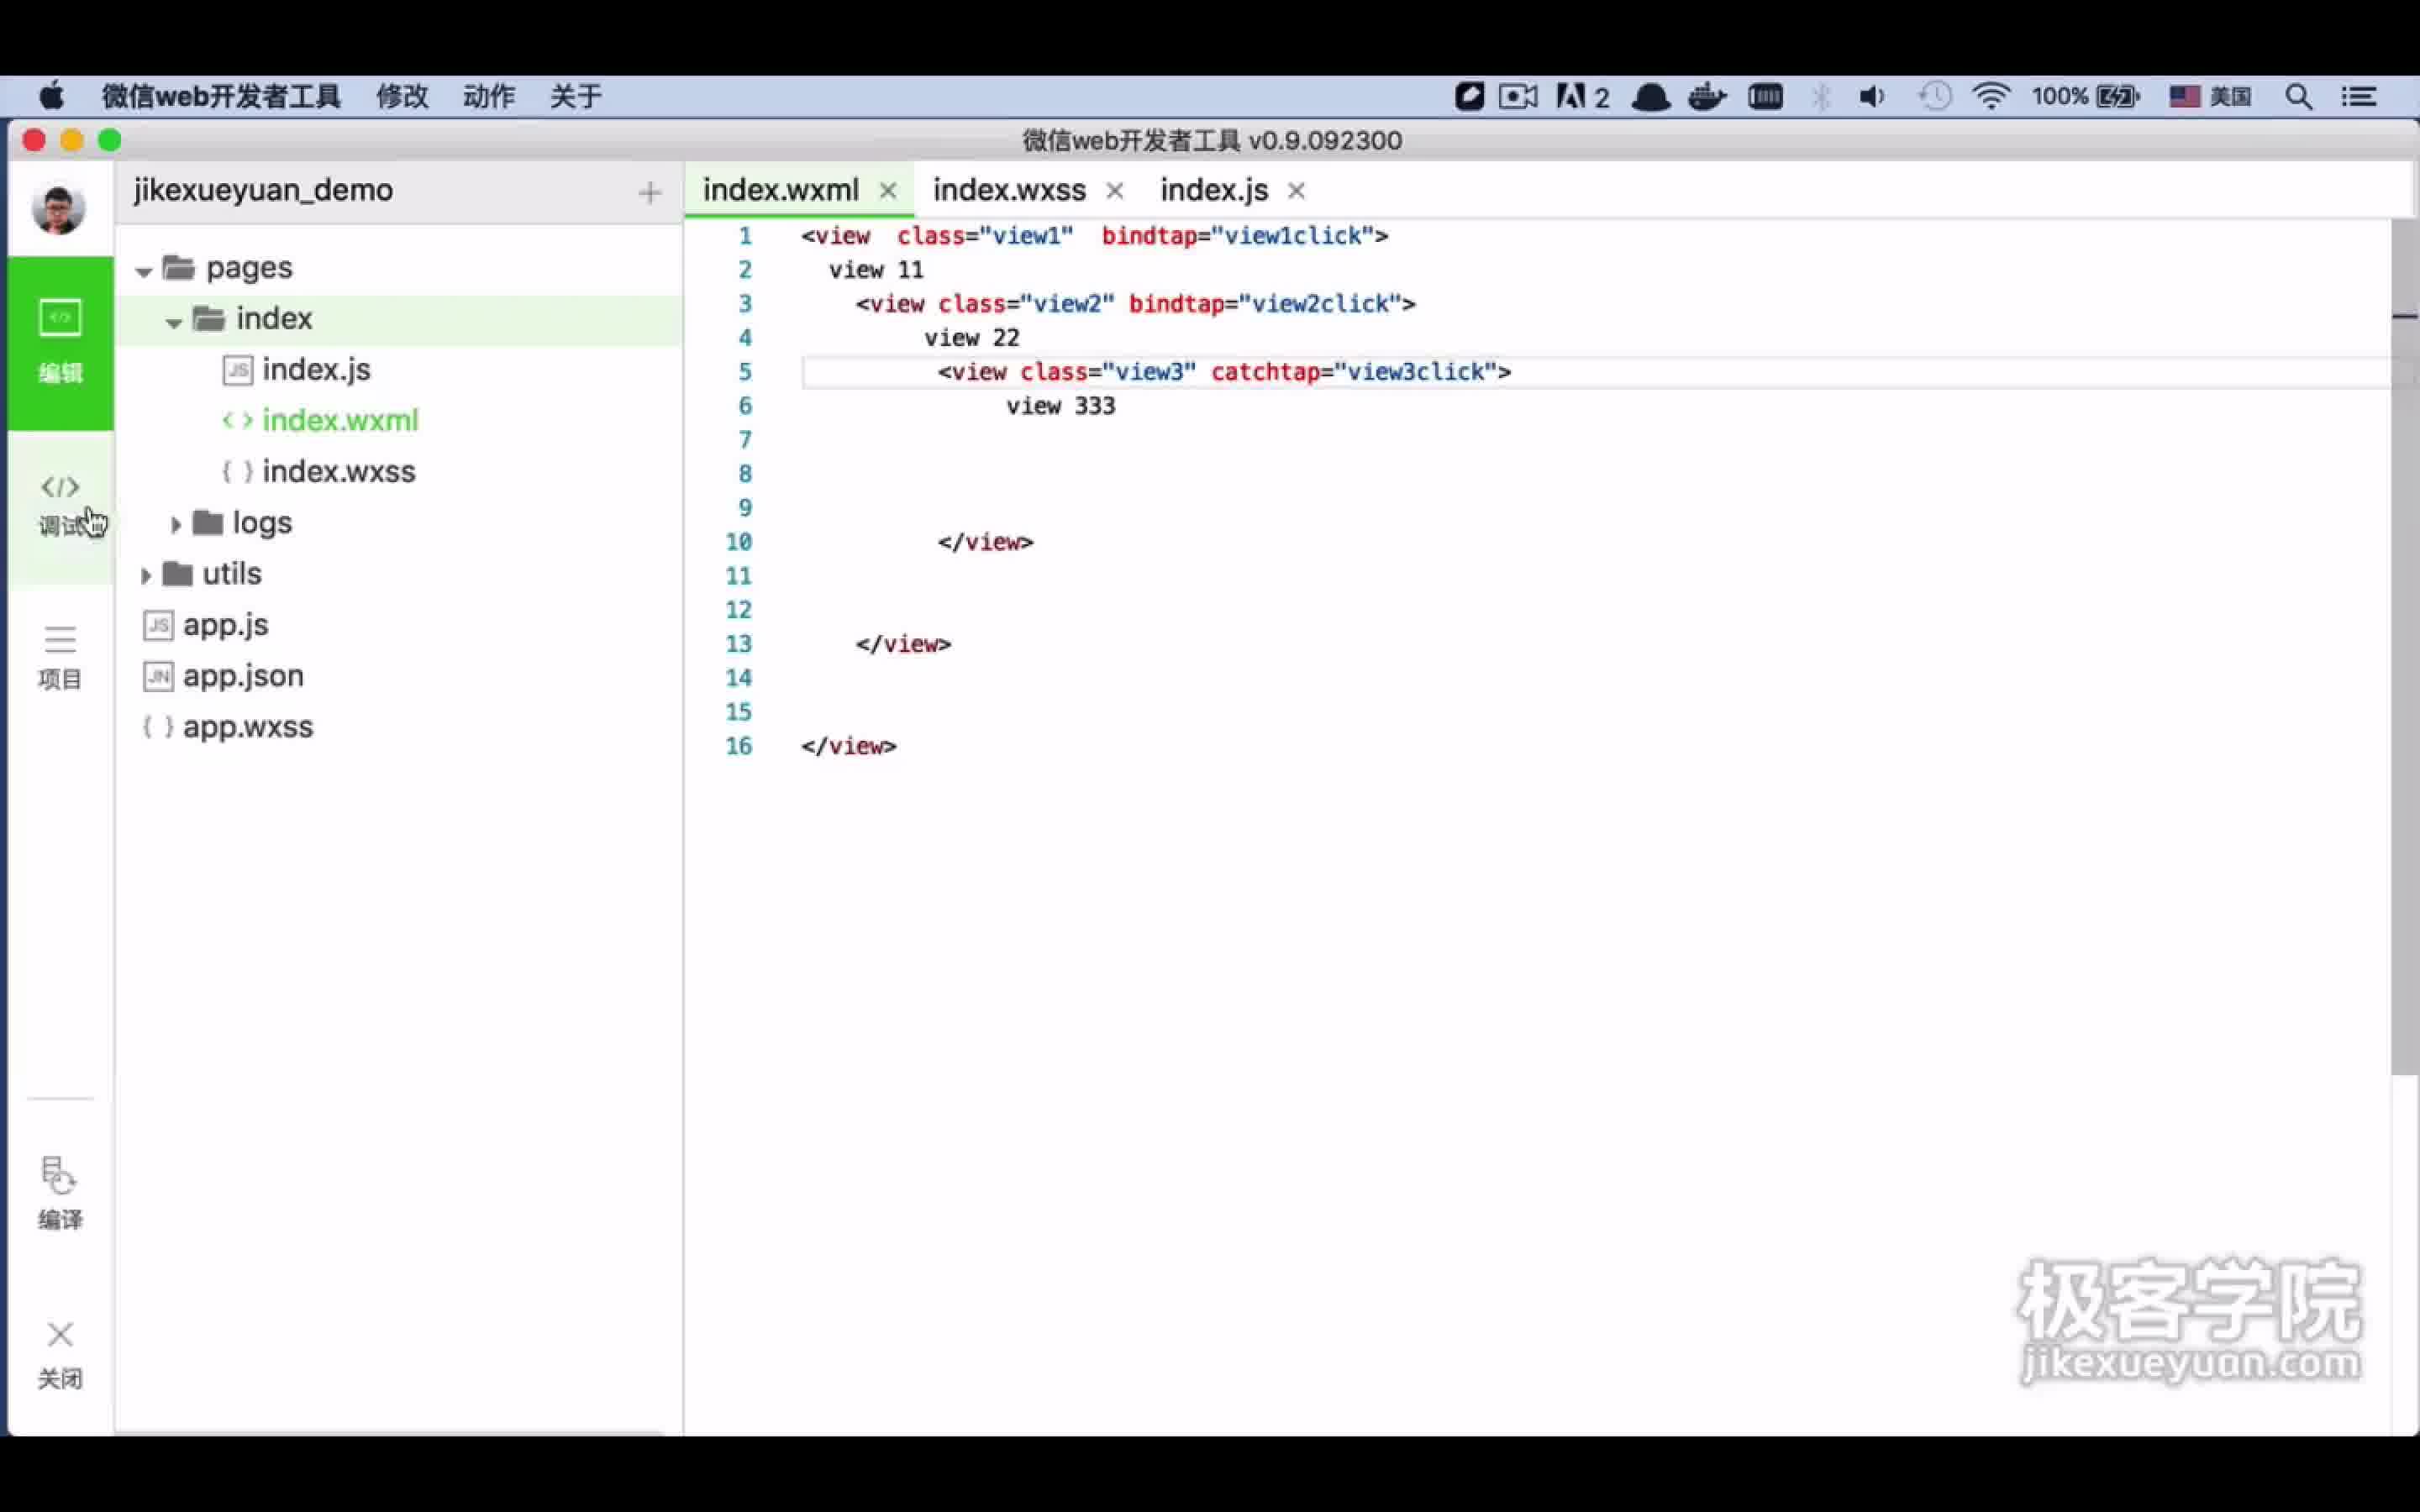 微信web开发者工具 修改 动作 关于 2 100% 美国
微信web开发者工具 v0.9.092300
jikexueyuan_demo +
index.wxml × index.wxss × index.js ×
编辑
调试
项目
编译
关闭
pages
index
JS index.js
< > index.wxml
{ } index.wxss
logs
utils
JS app.js
JN app.json
{ } app.wxss
1 <view  class="view1"  bindtap="view1click">
2 view 11
3 <view class="view2" bindtap="view2click">
4 view 22
5 <view class="view3" catchtap="view3click">
6 view 333
7
8
9
10 </view>
11
12
13 </view>
14
15
16 </view>
极客学院
jikexueyuan.com